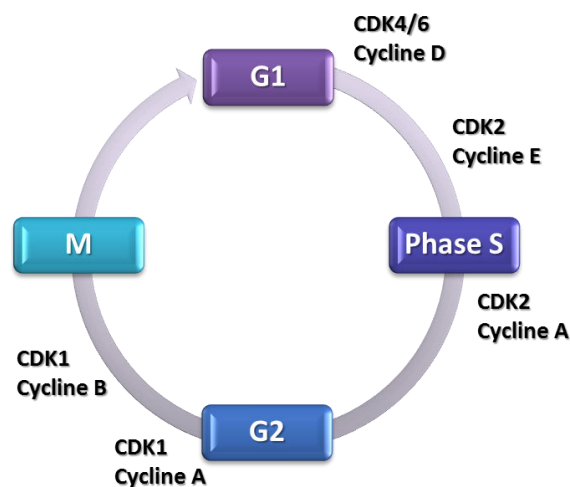 CDK4/6
Cycline D
G1
CDK2
Cycline E
M
Phase S
CDK2
Cycline A
CDK1
Cycline B
G2
CDK1
Cycline A